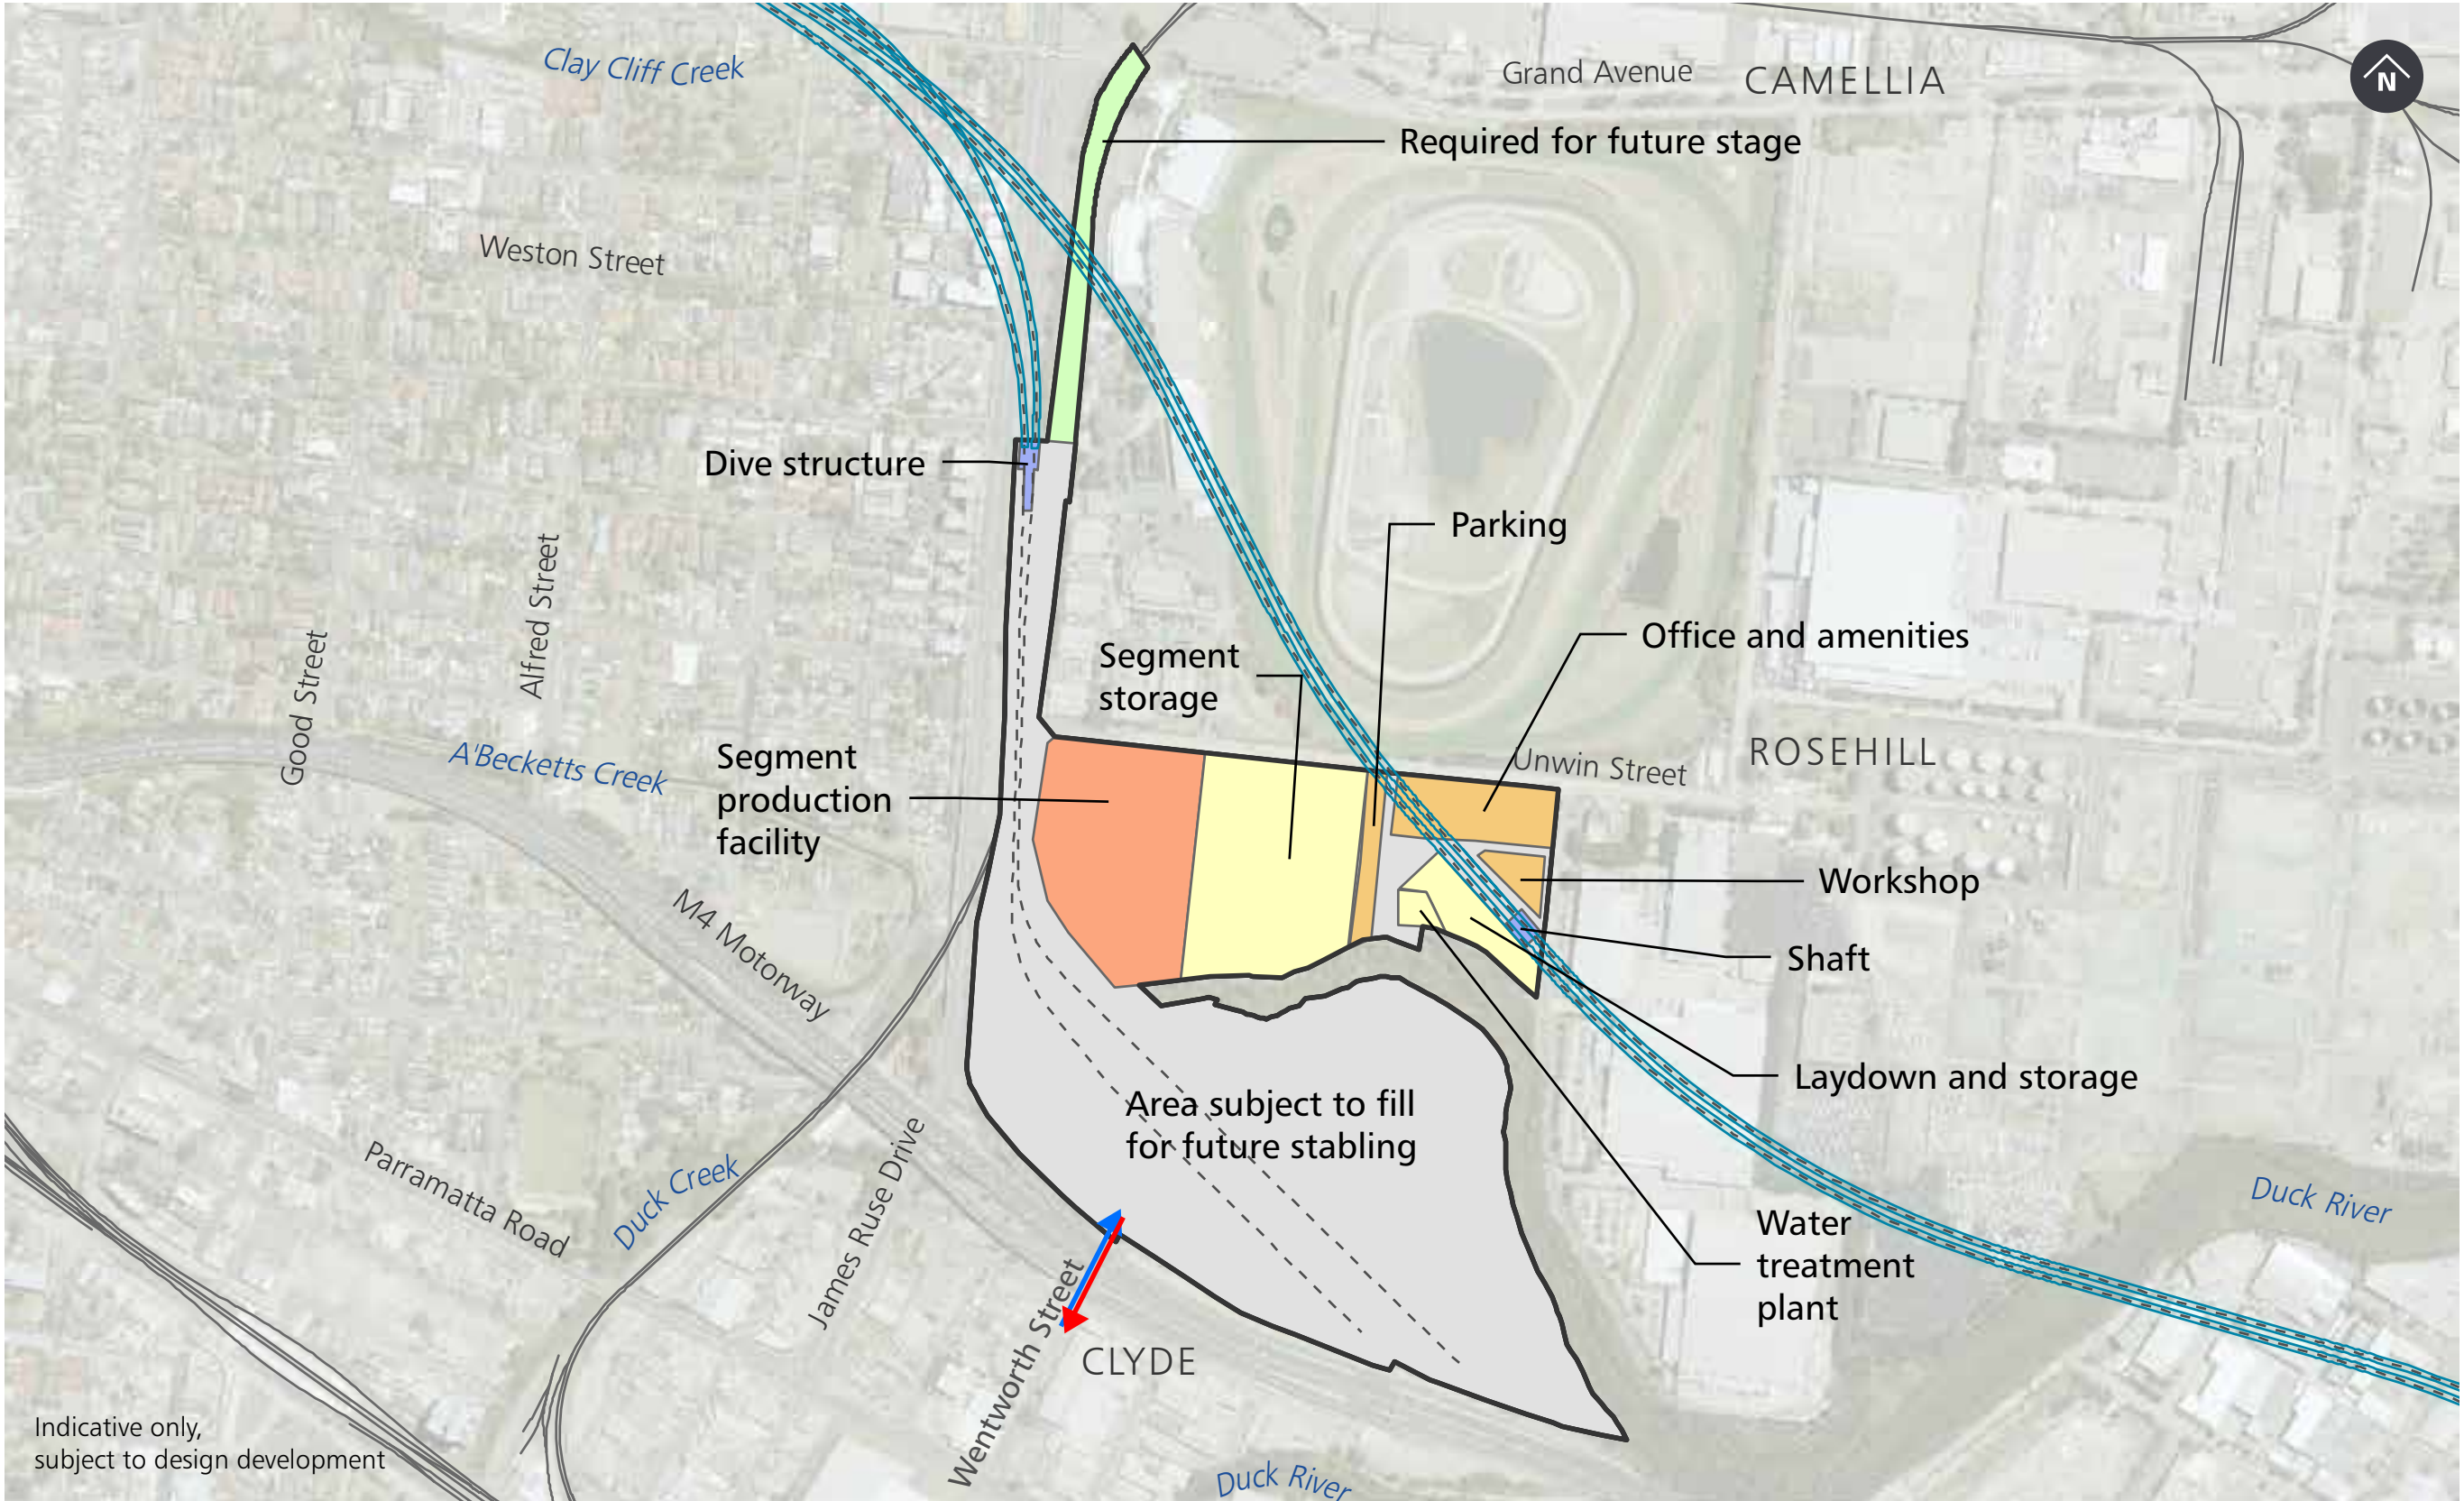 Clay Cliff Creek
Grand Avenue
CAMELLIA
N
Required for future stage
Weston Street
Dive structure
Parking
Alfred Street
Good Street
Segment
storage
Office and amenities
A'Becketts Creek
Segment
production
facility
Unwin Street
ROSEHILL
Workshop
M4 Motorway
Shaft
Laydown and storage
Area subject to fill
for future stabling
Parramatta Road
Duck Creek
James Ruse Drive
Duck River
Water
treatment
plant
Wentworth Street
CLYDE
Indicative only,
subject to design development
Duck River